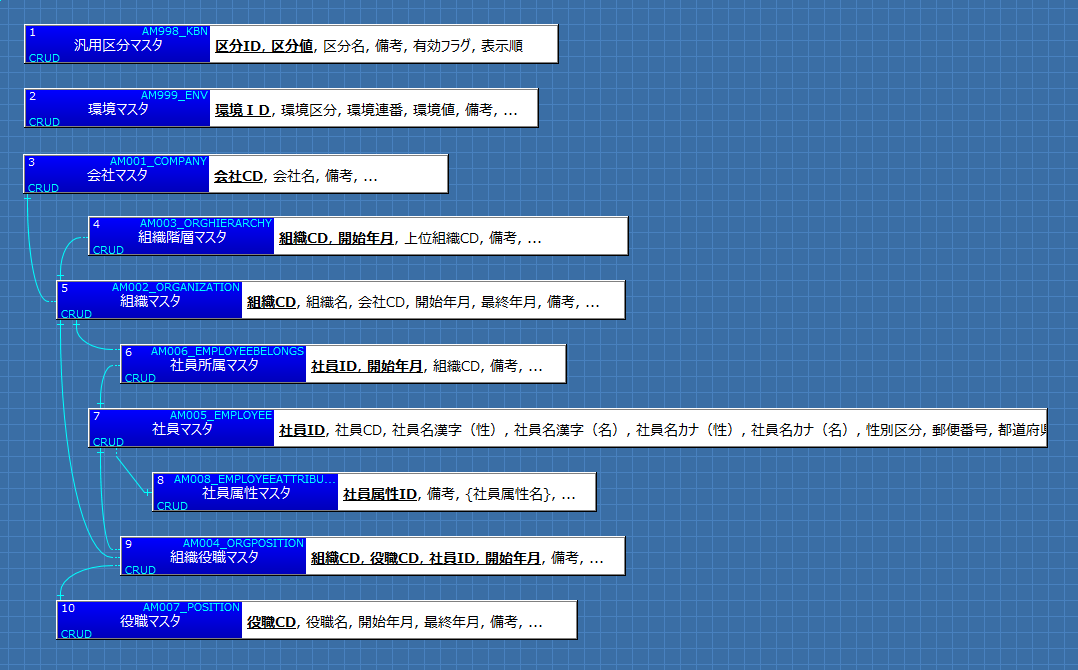 1 AM998_KBN
汎用区分マスタ 区分ID, 区分値, 区分名, 備考, 有効フラグ, 表示順
CRUD
2 AM999_ENV
環境マスタ 環境ＩＤ, 環境区分, 環境連番, 環境値, 備考, ...
CRUD
3 AM001_COMPANY
会社マスタ 会社CD, 会社名, 備考, ...
CRUD
4 AM003_ORGHIERARCHY
組織階層マスタ 組織CD, 開始年月, 上位組織CD, 備考, ...
CRUD
5 AM002_ORGANIZATION
組織マスタ 組織CD, 組織名, 会社CD, 開始年月, 最終年月, 備考, ...
CRUD
6 AM006_EMPLOYEEBELONGS
社員所属マスタ 社員ID, 開始年月, 組織CD, 備考, ...
CRUD
7 AM005_EMPLOYEE
社員マスタ 社員ID, 社員CD, 社員名漢字（性）, 社員名漢字（名）, 社員名カナ（性）, 社員名カナ（名）, 性別区分, 郵便番号, 都道府県
CRUD
8 AM008_EMPLOYEEATTRIBU...
社員属性マスタ 社員属性ID, 備考, {社員属性名}, ...
CRUD
9 AM004_ORGPOSITION
組織役職マスタ 組織CD, 役職CD, 社員ID, 開始年月, 備考, ...
CRUD
10 AM007_POSITION
役職マスタ 役職CD, 役職名, 開始年月, 最終年月, 備考, ...
CRUD